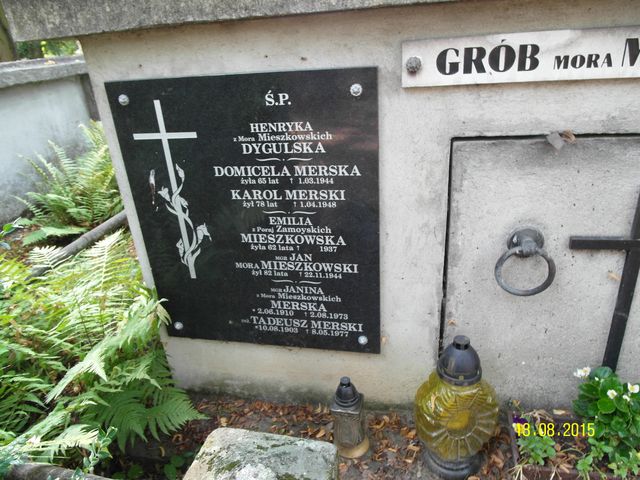 GRÓB MORA M
Ś.P.
HENRYKA
z Mora Mieszkowskich
DYGULSKA
DOMICELA MERSKA
żyła 65 lat † 1.03.1944
KAROL MERSKI
żył 78 lat † 1.04.1948
EMILIA
z Poraj Zamoyskich
MIESZKOWSKA
żyła 62 lata † 1937
MGR JAN
MORA MIESZKOWSKI
żył 82 lata † 22.11.1944
MGR JANINA
z Mora Mieszkowskich
MERSKA
* 2.06.1910 † 2.08.1973
TADEUSZ MERSKI
*10.08.1903 † 8.05.1977
18.08.2015